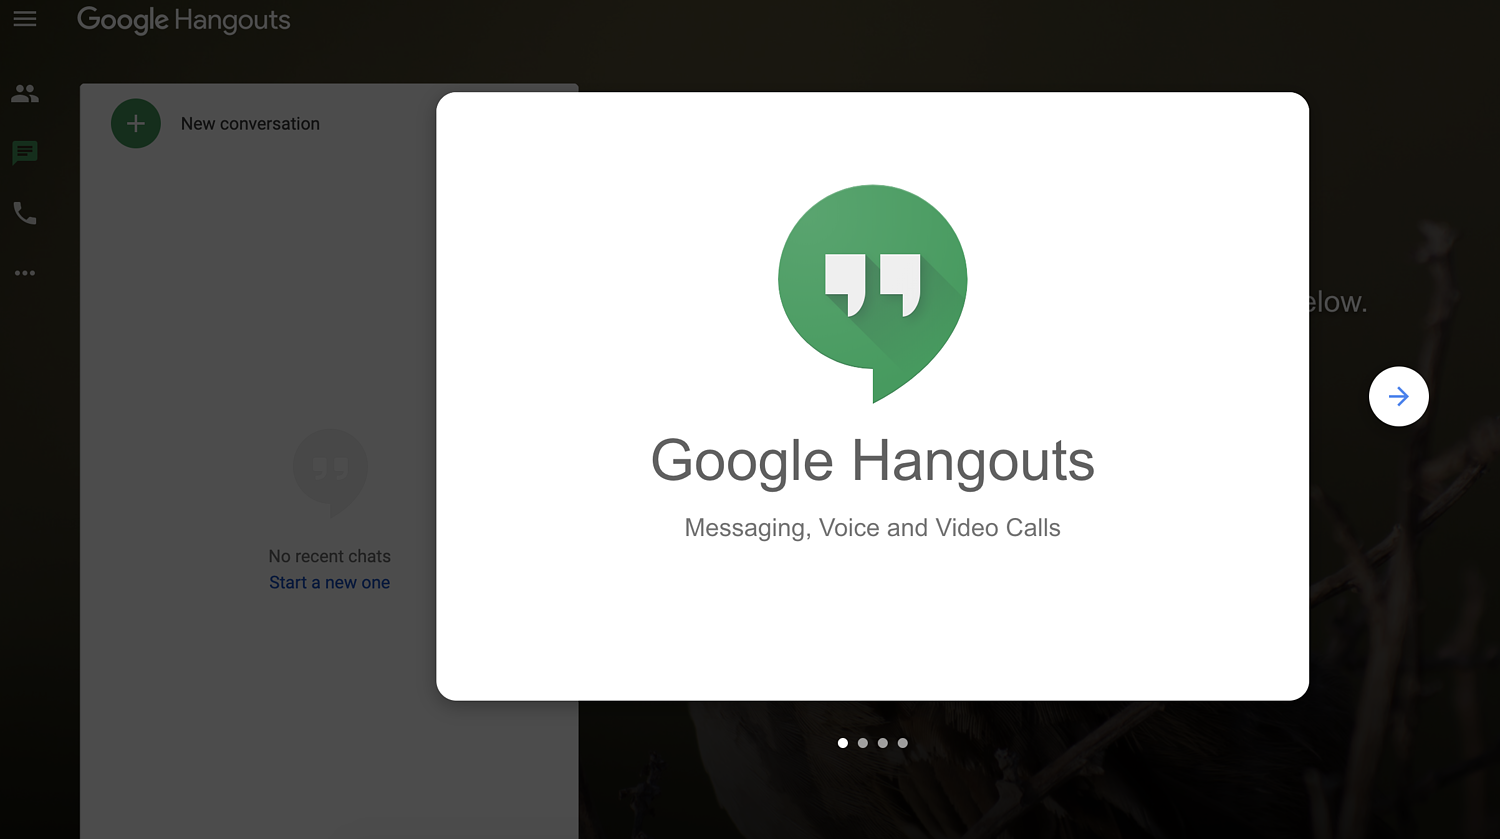 Google Hangouts
New conversation
elow.
Google Hangouts
Messaging, Voice and Video Calls
No recent chats
Start a new one